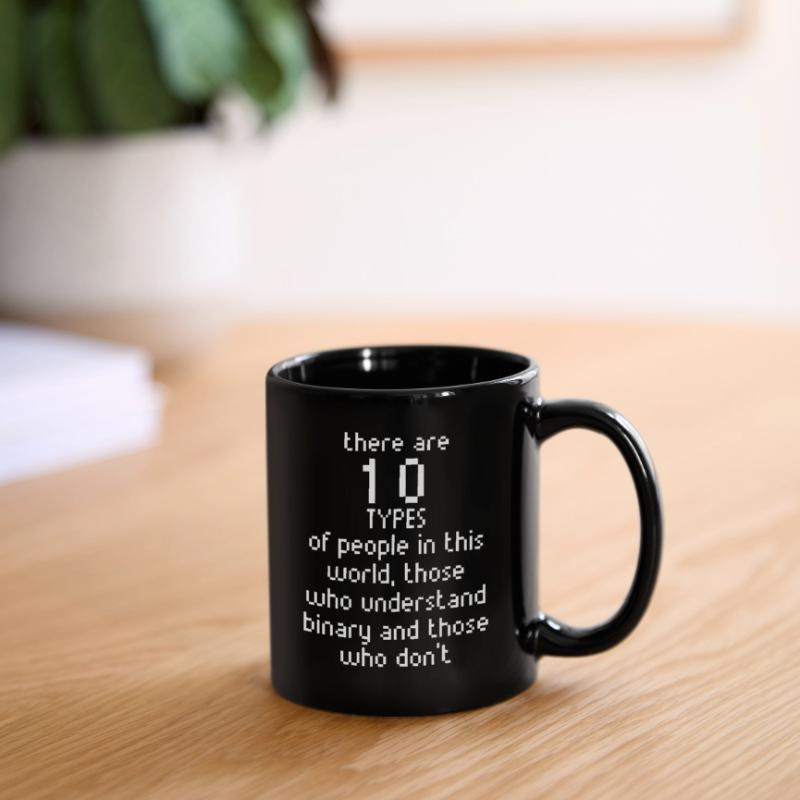 there are
10
TYPES
of people in this
world, those
who understand
binary and those
who don't